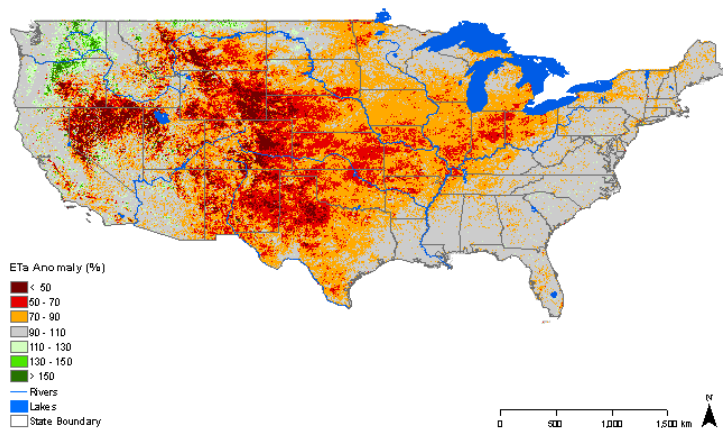 ETa Anomaly (%)
< 50
50 - 70
70 - 90
90 - 110
110 - 130
130 - 150
> 150
Rivers
Lakes
State Boundary
N
0 500 1,000 1,500 km